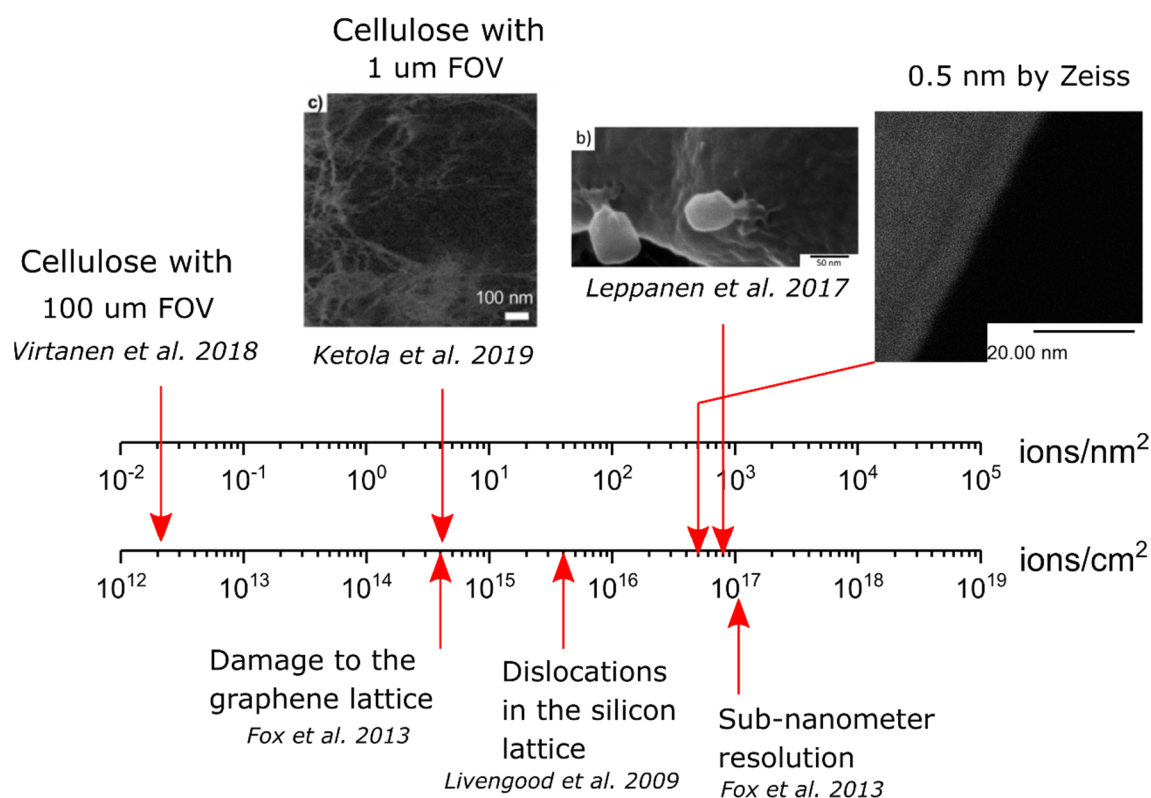 Cellulose with
1 um FOV
c)
100 nm
Ketola et al. 2019
b)
50 nm
Leppanen et al. 2017
0.5 nm by Zeiss
20.00 nm
Cellulose with
100 um FOV
Virtanen et al. 2018
10-2 10-1 100 101 102 103 104 105 ions/nm2
1012 1013 1014 1015 1016 1017 1018 1019 ions/cm2
Damage to the
graphene lattice
Fox et al. 2013
Dislocations
in the silicon
lattice
Livengood et al. 2009
Sub-nanometer
resolution
Fox et al. 2013